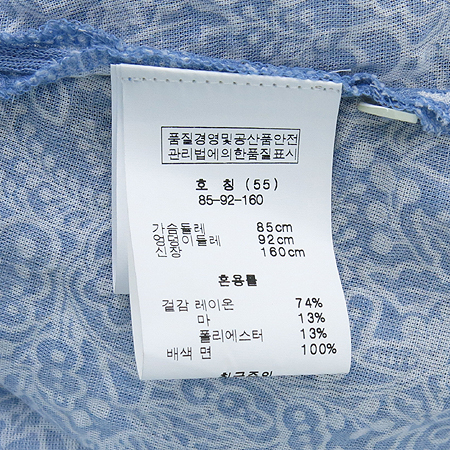 품질경영및공산품안전
관리법에의한품질표시
호 칭 (55)
85-92-160
가슴둘레 85cm
엉덩이둘레 92cm
신장 160cm
혼용률
겉감 레이온 74%
마 13%
폴리에스터 13%
배색 면 100%